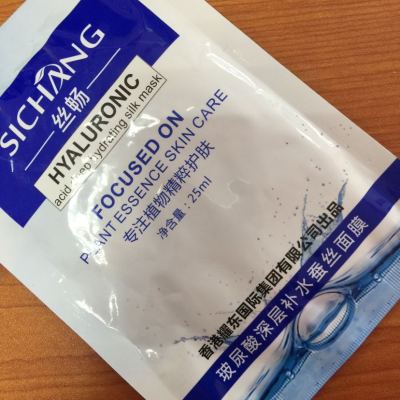 SICHANG
丝畅
HYALURONIC
acid deep hydrating silk mask
FOCUSED ON
PLANT ESSENCE SKIN CARE
专注植物精粹护肤
净含量:25ml
香港耀东国际集团有限公司出品
玻尿酸深层补水蚕丝面膜